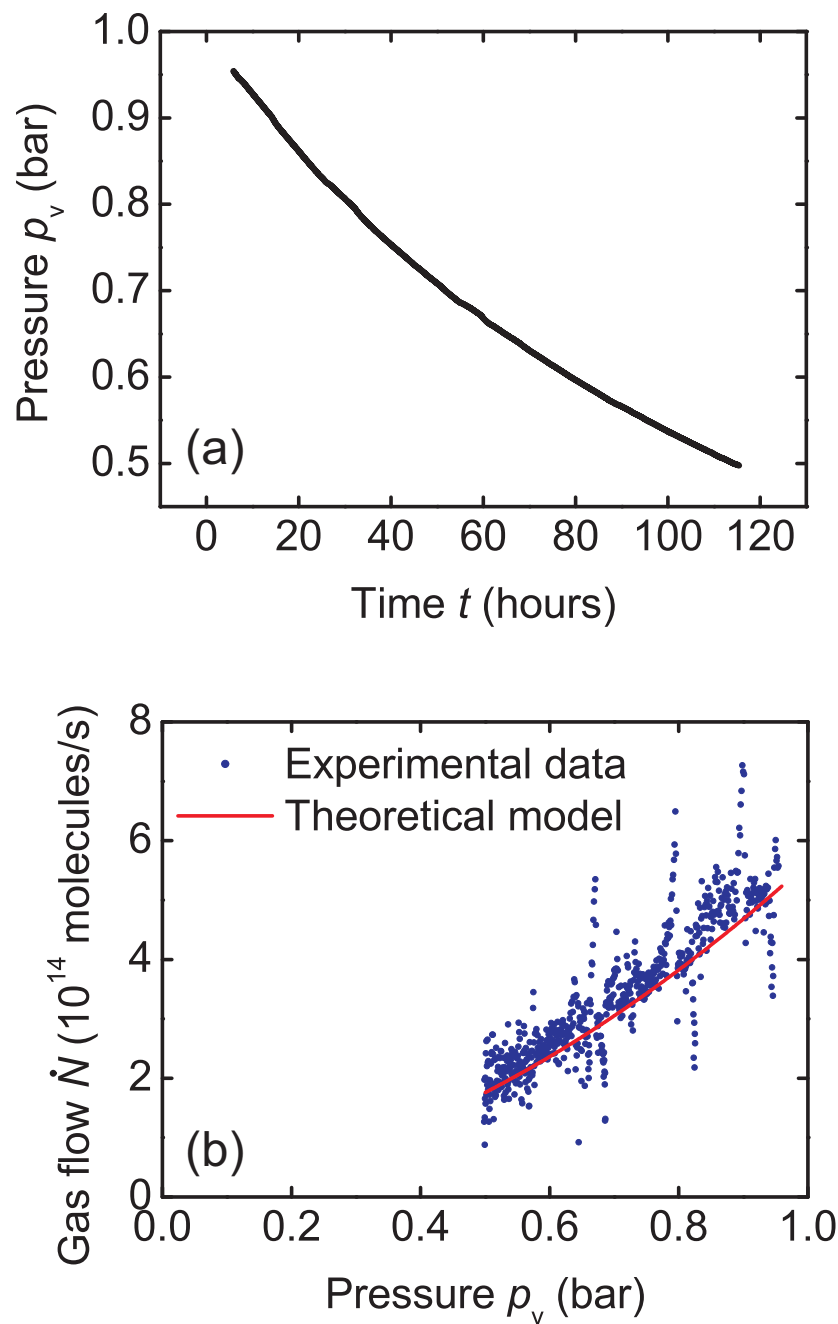 1.0
0.9
0.8
0.7
0.6
0.5
Pressure p_v (bar)
(a)
0 20 40 60 80 100 120
Time t (hours)
8
6
4
2
0
Gas flow Ṅ (10^14 molecules/s)
Experimental data
Theoretical model
(b)
0.0 0.2 0.4 0.6 0.8 1.0
Pressure p_v (bar)